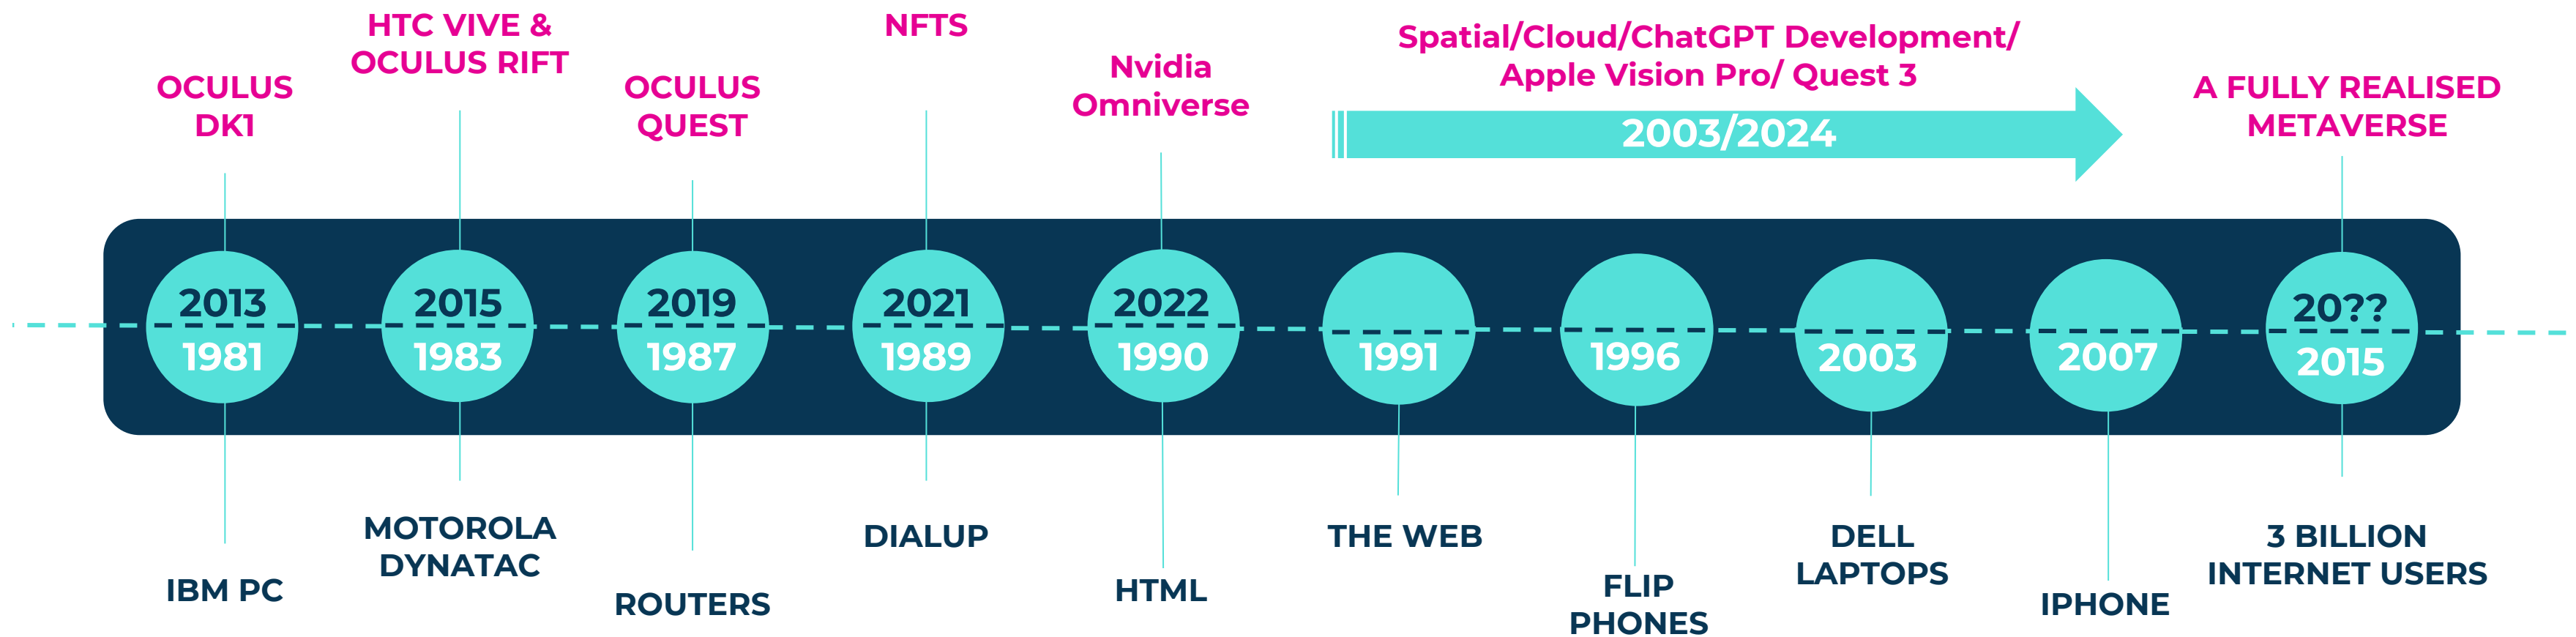 OCULUS
DK1
HTC VIVE &
OCULUS RIFT
OCULUS
QUEST
NFTS
Nvidia
Omniverse
Spatial/Cloud/ChatGPT Development/
Apple Vision Pro/ Quest 3
2003/2024
A FULLY REALISED
METAVERSE
2013
1981
2015
1983
2019
1987
2021
1989
2022
1990
1991
1996
2003
2007
20??
2015
IBM PC
MOTOROLA
DYNATAC
ROUTERS
DIALUP
HTML
THE WEB
FLIP
PHONES
DELL
LAPTOPS
IPHONE
3 BILLION
INTERNET USERS